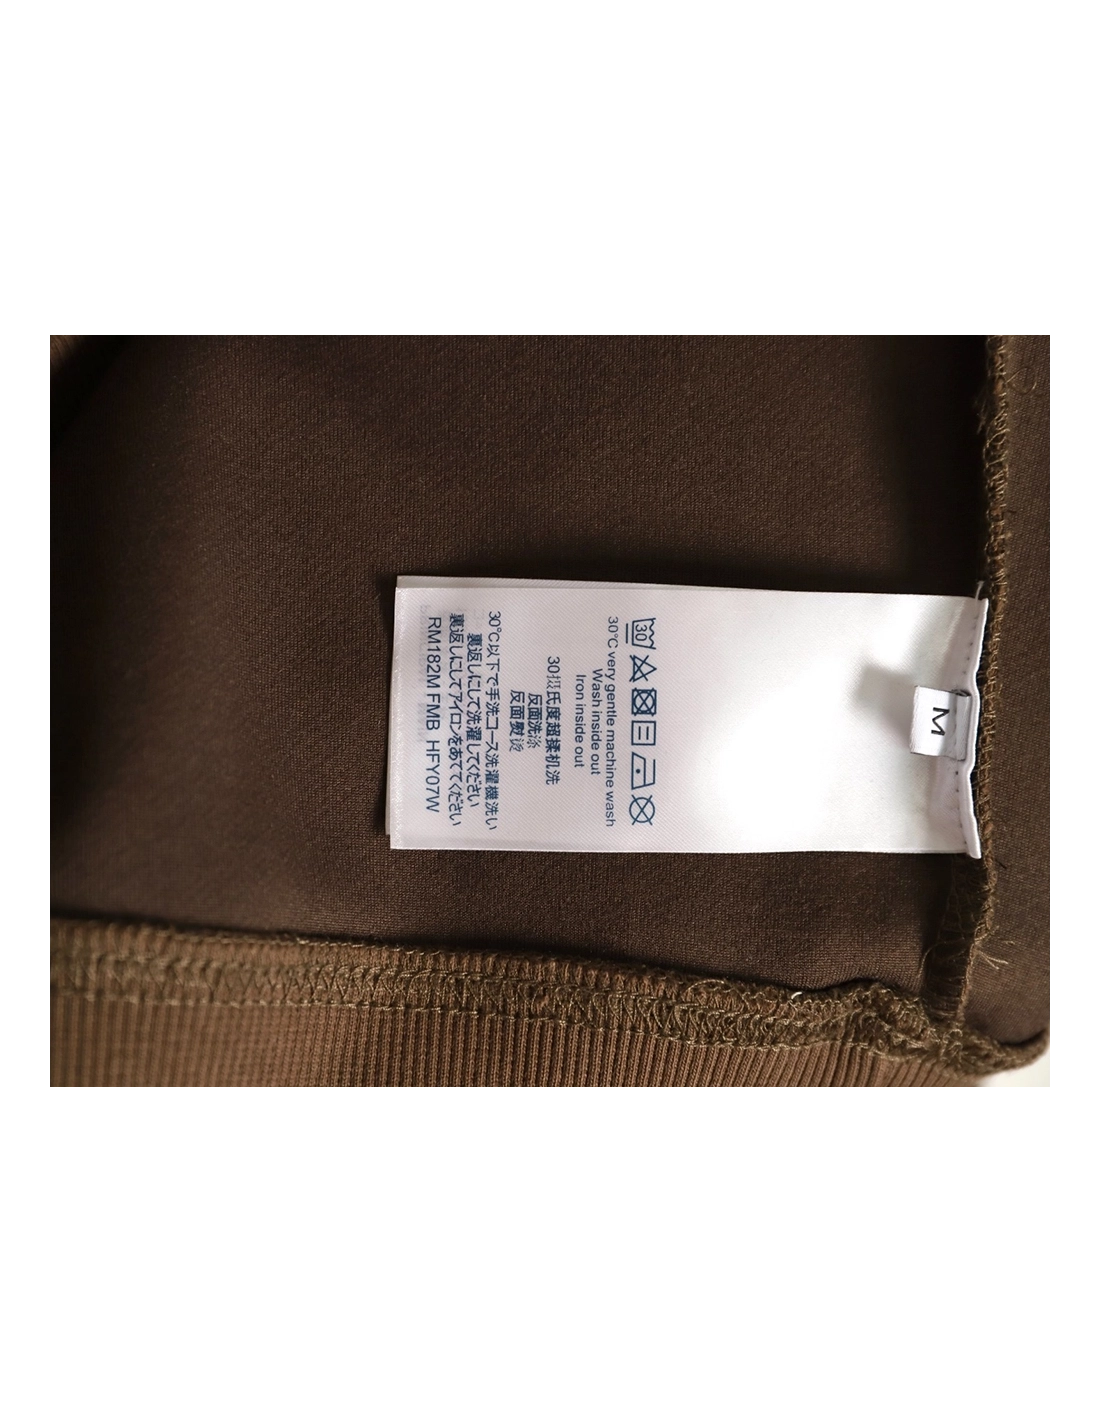 M
30
30°C very gentle machine wash
Wash inside out
Iron inside out
30摄氏度超揉机洗
反面洗涤
反面熨烫
30℃以下で手洗コース洗濯機洗い
裏返しにして洗濯してください
裏返しにしてアイロンをあててください
RM182M FMB HFY07W